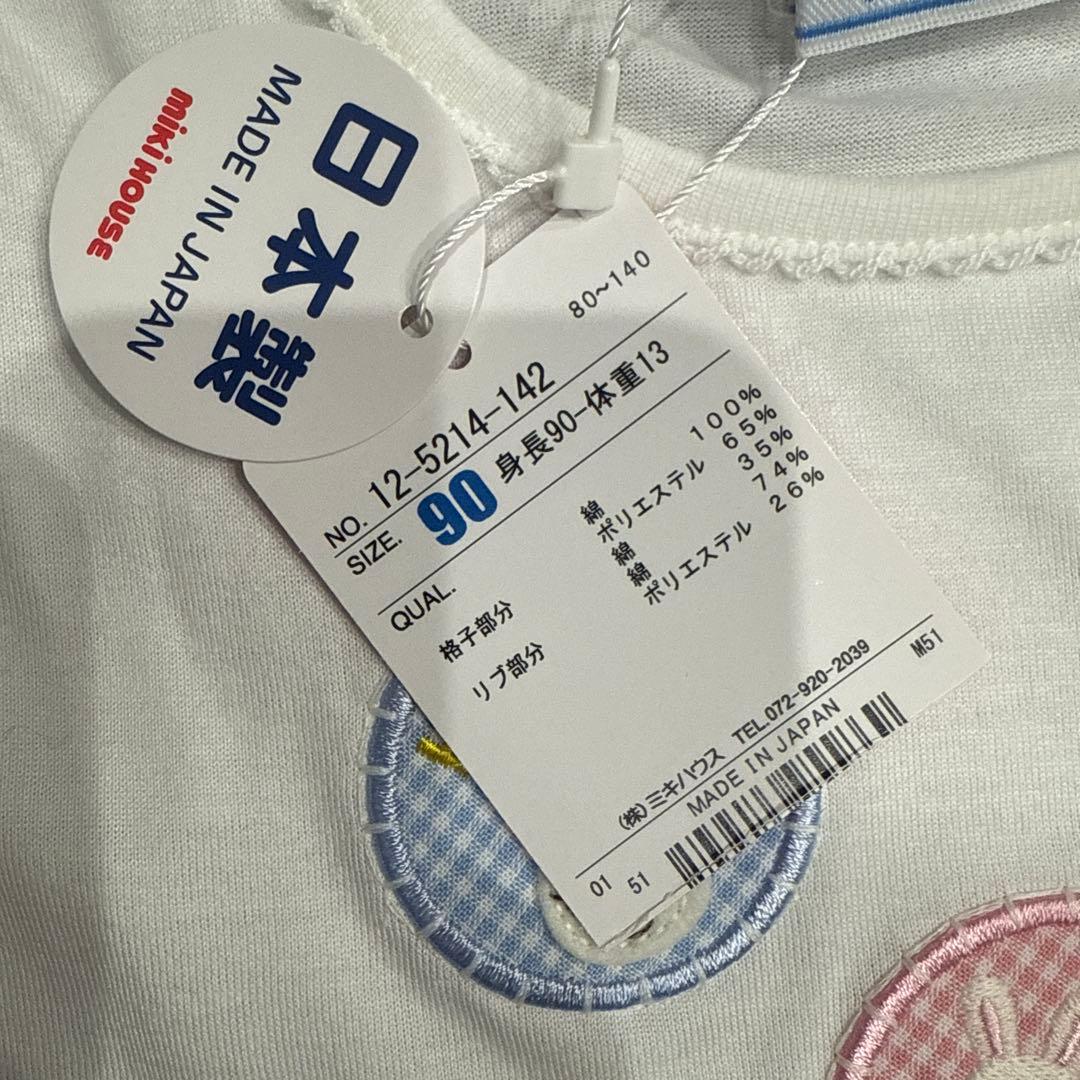 日本製
MADE IN JAPAN
miki HOUSE
80~140
NO. 12-5214-142
SIZE. 90 身長90-体重13
QUAL.
綿 100%
格子部分 ポリエステル 65%
綿 35%
リブ部分 綿 74%
ポリエステル 26%
M51
(株)ミキハウス TEL.072-920-2039
MADE IN JAPAN
01 51